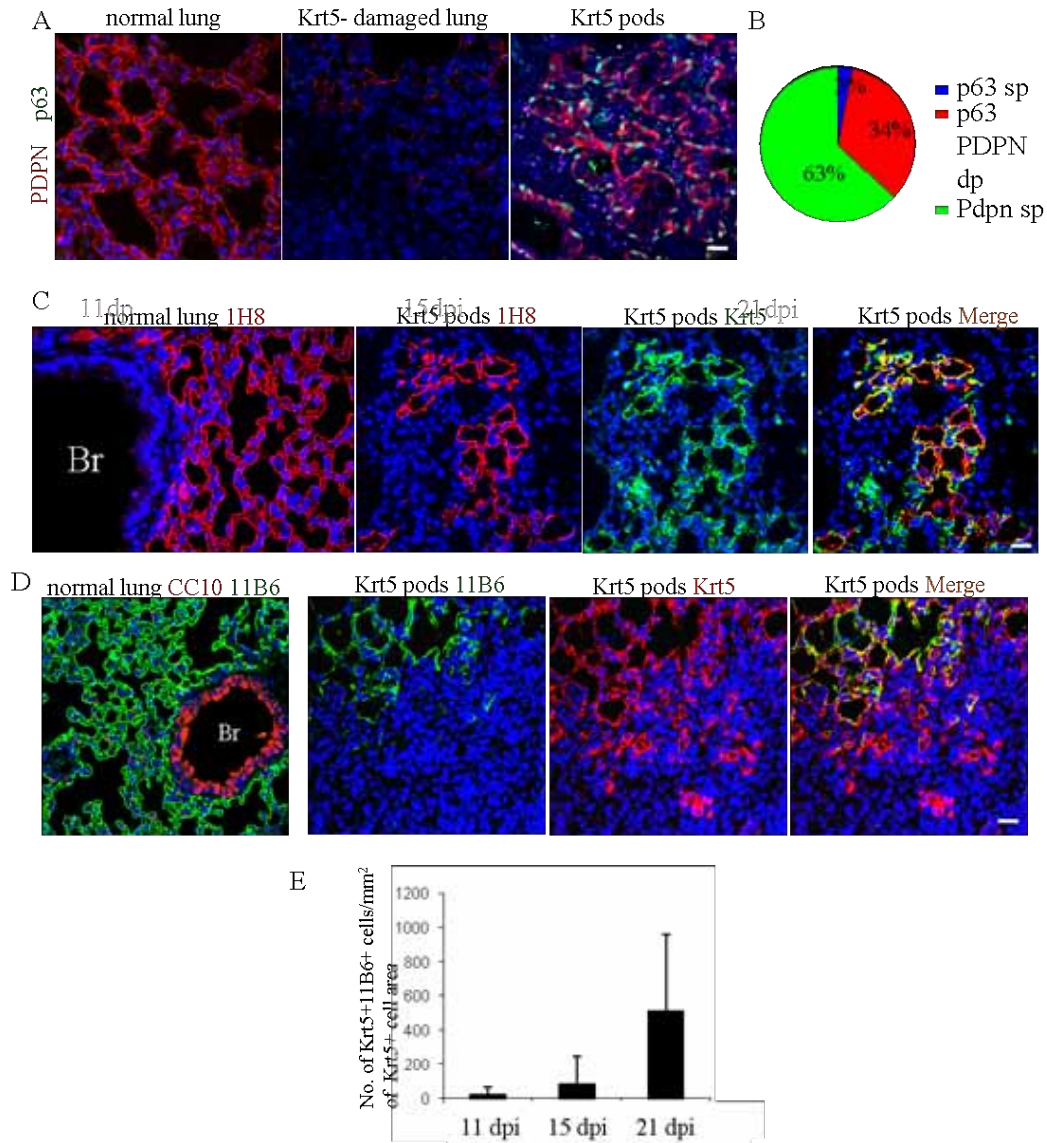 A
normal lung
Krt5- damaged lung
Krt5 pods
PDPN p63
B
%
34%
63%
p63 sp
p63
PDPN
dp
Pdpn sp
C
11dp
15dpi
21dpi
normal lung 1H8
Krt5 pods 1H8
Krt5 pods Krt5
Krt5 pods Merge
Br
D
normal lung CC10 11B6
Krt5 pods 11B6
Krt5 pods Krt5
Krt5 pods Merge
Br
E
No. of Krt5+11B6+ cells/mm²
of Krt5+ cell area
1200
1000
800
600
400
200
0
11 dpi
15 dpi
21 dpi